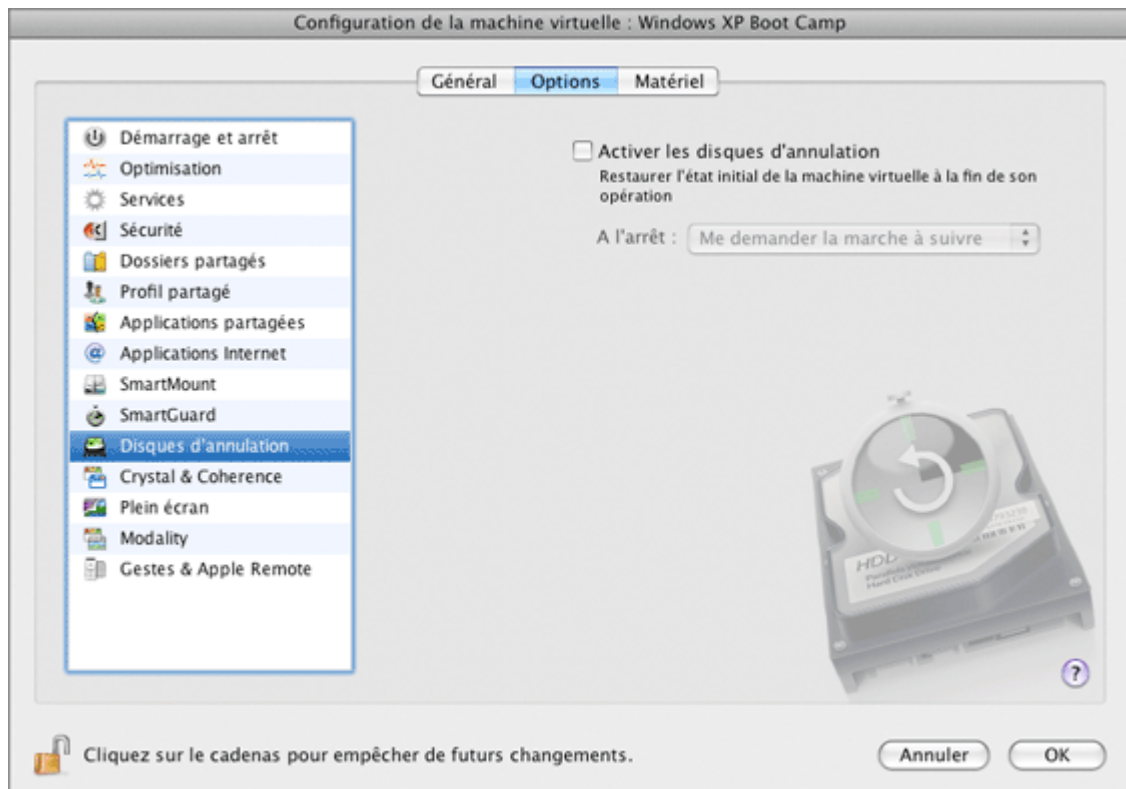 Configuration de la machine virtuelle : Windows XP Boot Camp
Général Options Matériel
Démarrage et arrêt
Optimisation
Services
Sécurité
Dossiers partagés
Profil partagé
Applications partagées
Applications Internet
SmartMount
SmartGuard
Disques d'annulation
Crystal & Coherence
Plein écran
Modality
Gestes & Apple Remote
Activer les disques d'annulation
Restaurer l'état initial de la machine virtuelle à la fin de son
opération
A l'arrêt : Me demander la marche à suivre
HDD
Hard Disk Drive
?
Cliquez sur le cadenas pour empêcher de futurs changements.
Annuler OK